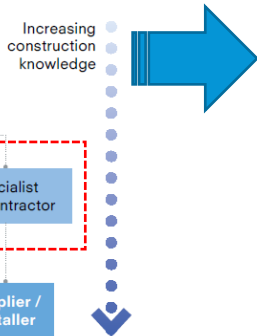 Increasing
construction
knowledge
cialist
ntractor
plier /
taller